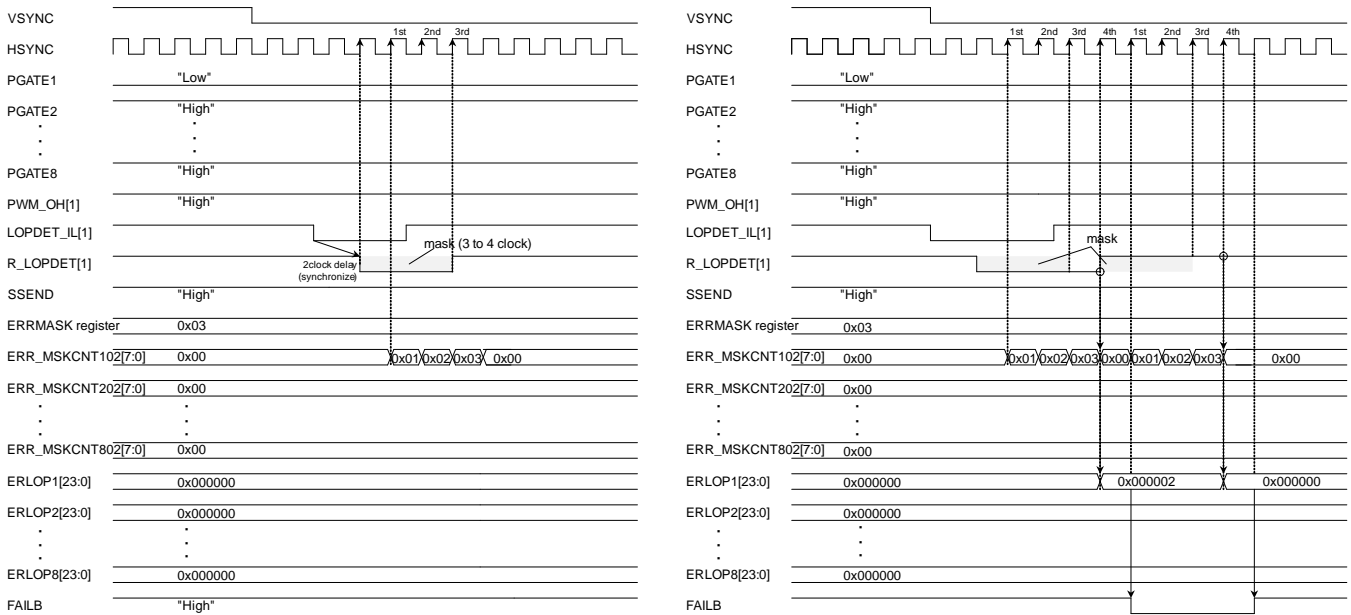 VSYNC
HSYNC 1st 2nd 3rd
PGATE1 "Low"
PGATE2 "High"
PGATE8 "High"
PWM_OH[1] "High"
LOPDET_IL[1]
mask (3 to 4 clock)
R_LOPDET[1] 2clock delay
(synchronize)
SSEND "High"
ERRMASK register 0x03
ERR_MSKCNT102[7:0] 0x00 0x01 0x02 0x03 0x00
ERR_MSKCNT202[7:0] 0x00
ERR_MSKCNT802[7:0] 0x00
ERLOP1[23:0] 0x000000
ERLOP2[23:0] 0x000000
ERLOP8[23:0] 0x000000
FAILB "High"
VSYNC
HSYNC 1st 2nd 3rd 4th 1st 2nd 3rd 4th
PGATE1 "Low"
PGATE2 "High"
PGATE8 "High"
PWM_OH[1] "High"
LOPDET_IL[1]
mask
R_LOPDET[1]
SSEND "High"
ERRMASK register 0x03
ERR_MSKCNT102[7:0] 0x00 0x01 0x02 0x03 0x00 0x01 0x02 0x03 0x00
ERR_MSKCNT202[7:0] 0x00
ERR_MSKCNT802[7:0] 0x00
ERLOP1[23:0] 0x000000 0x000002 0x000000
ERLOP2[23:0] 0x000000
ERLOP8[23:0] 0x000000
FAILB